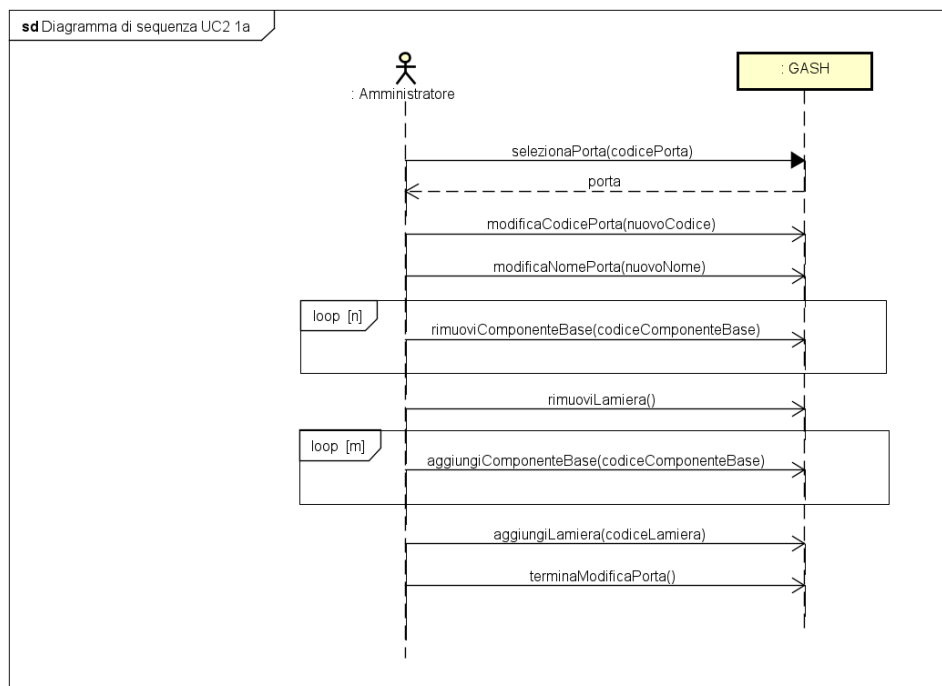 sd Diagramma di sequenza UC2 1a
: Amministratore
: GASH
selezionaPorta(codicePorta)
porta
modificaCodicePorta(nuovoCodice)
modificaNomePorta(nuovoNome)
loop [n]
rimuoviComponenteBase(codiceComponenteBase)
rimuoviLamiera()
loop [m]
aggiungiComponenteBase(codiceComponenteBase)
aggiungiLamiera(codiceLamiera)
terminaModificaPorta()